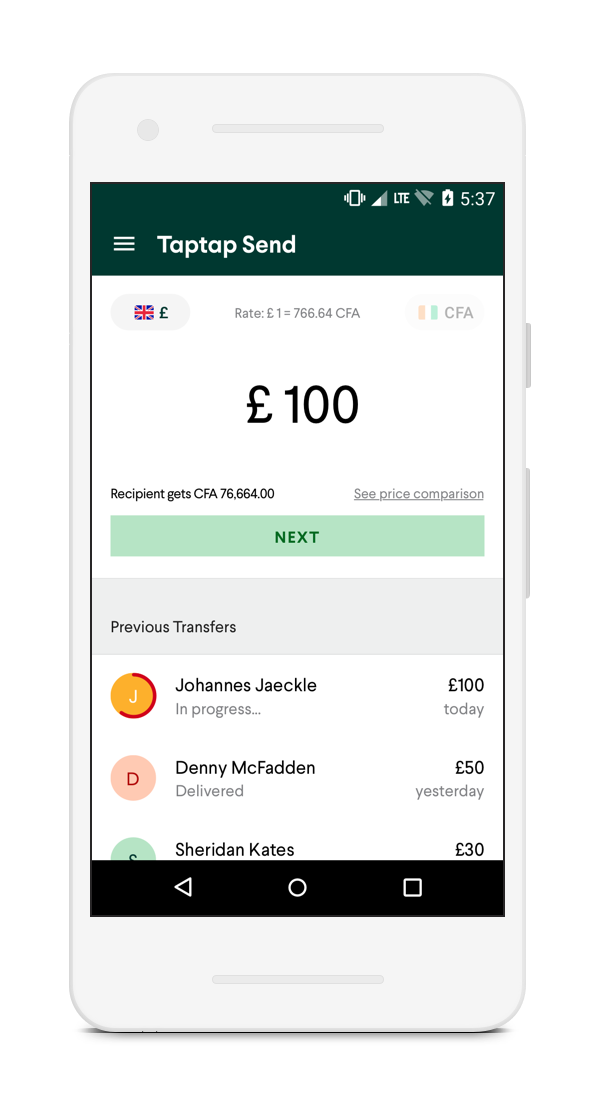 LTE 5:37
Taptap Send
£ Rate: £ 1 = 766.64 CFA CFA
£ 100
Recipient gets CFA 76,664.00 See price comparison
NEXT
Previous Transfers
J Johannes Jaeckle £100
In progress... today
D Denny McFadden £50
Delivered yesterday
S Sheridan Kates £30